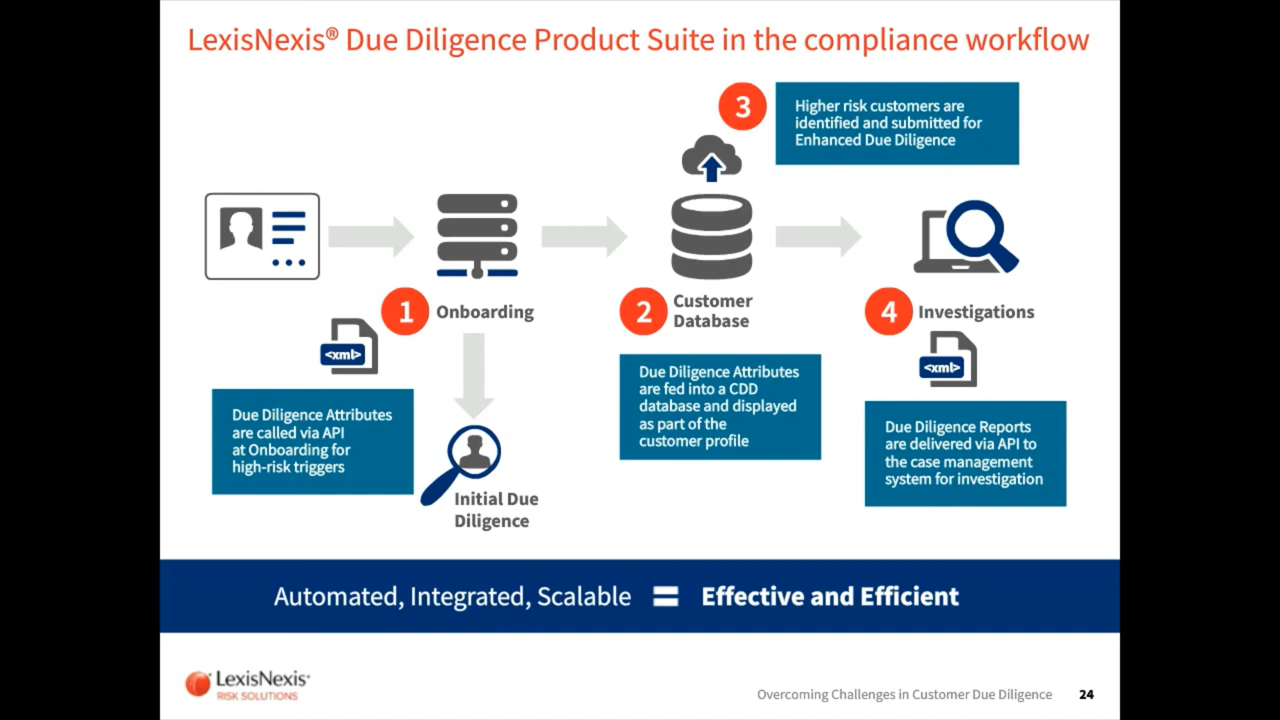 LexisNexis® Due Diligence Product Suite in the compliance workflow
3
Higher risk customers are
identified and submitted for
Enhanced Due Diligence
1
Onboarding
<xml>
Due Diligence Attributes
are called via API
at Onboarding for
high-risk triggers
Initial Due
Diligence
2
Customer
Database
Due Diligence Attributes
are fed into a CDD
database and displayed
as part of the
customer profile
4
Investigations
<xml>
Due Diligence Reports
are delivered via API to
the case management
system for investigation
Automated, Integrated, Scalable = Effective and Efficient
LexisNexis®
RISK SOLUTIONS
Overcoming Challenges in Customer Due Diligence 24